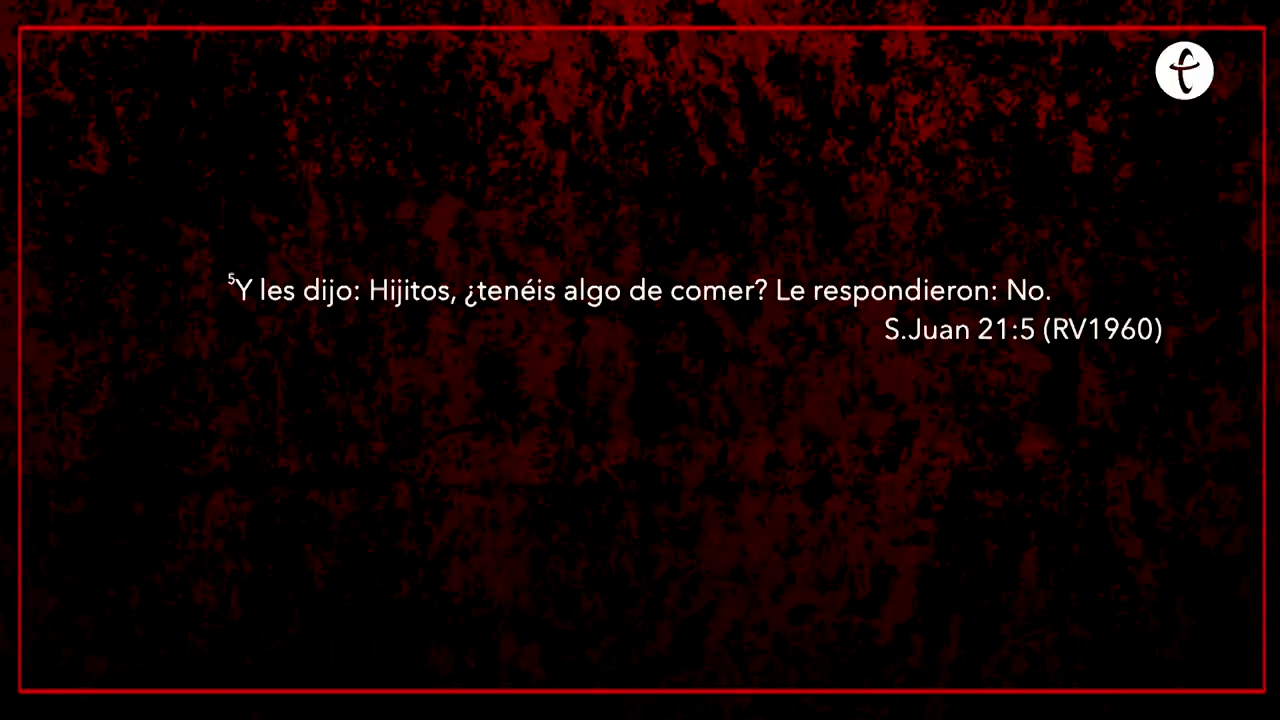 ⁵Y les dijo: Hijitos, ¿tenéis algo de comer? Le respondieron: No.
S.Juan 21:5 (RV1960)